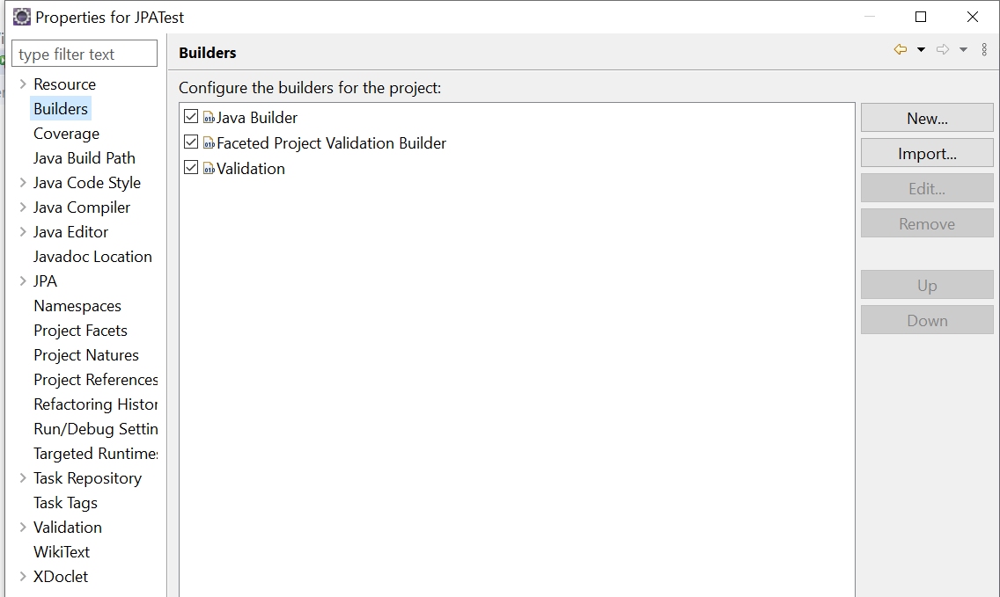 Properties for JPATest
type filter text
Resource
Builders
Coverage
Java Build Path
Java Code Style
Java Compiler
Java Editor
Javadoc Location
JPA
Namespaces
Project Facets
Project Natures
Project References
Refactoring Histor
Run/Debug Settin
Targeted Runtimes
Task Repository
Task Tags
Validation
WikiText
XDoclet
Builders
Configure the builders for the project:
Java Builder
Faceted Project Validation Builder
Validation
New...
Import...
Edit...
Remove
Up
Down